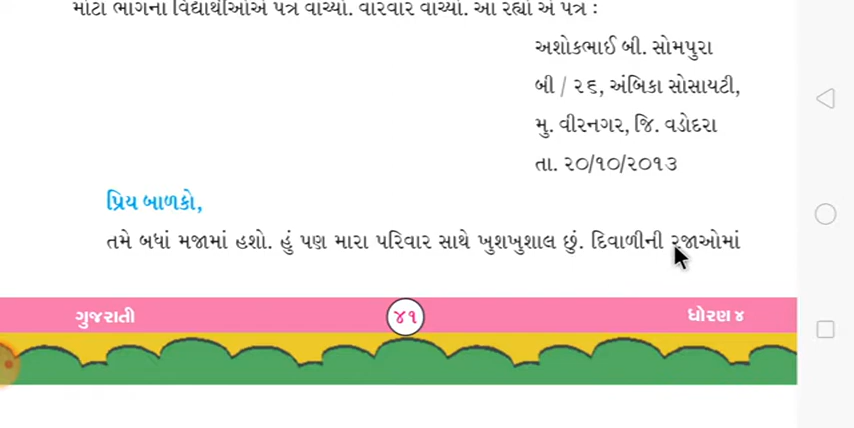 મોટા ભાગના વિદ્યાર્થીઓએ પત્ર વાચ્યો. વારંવાર વાચ્યો. આ રહ્યો એ પત્ર :
અશોકભાઈ બી. સોમપુરા
બી / ૨૬, અંબિકા સોસાયટી,
મુ. વીરનગર, જિ. વડોદરા
તા. ૨૦/૧૦/૨૦૧૩
પ્રિય બાળકો,
તમે બધાં મજામાં હશો. હું પણ મારા પરિવાર સાથે ખુશખુશાલ છું. દિવાળીની રજાઓમાં
ગુજરાતી ૪૧ ધોરણ ૪